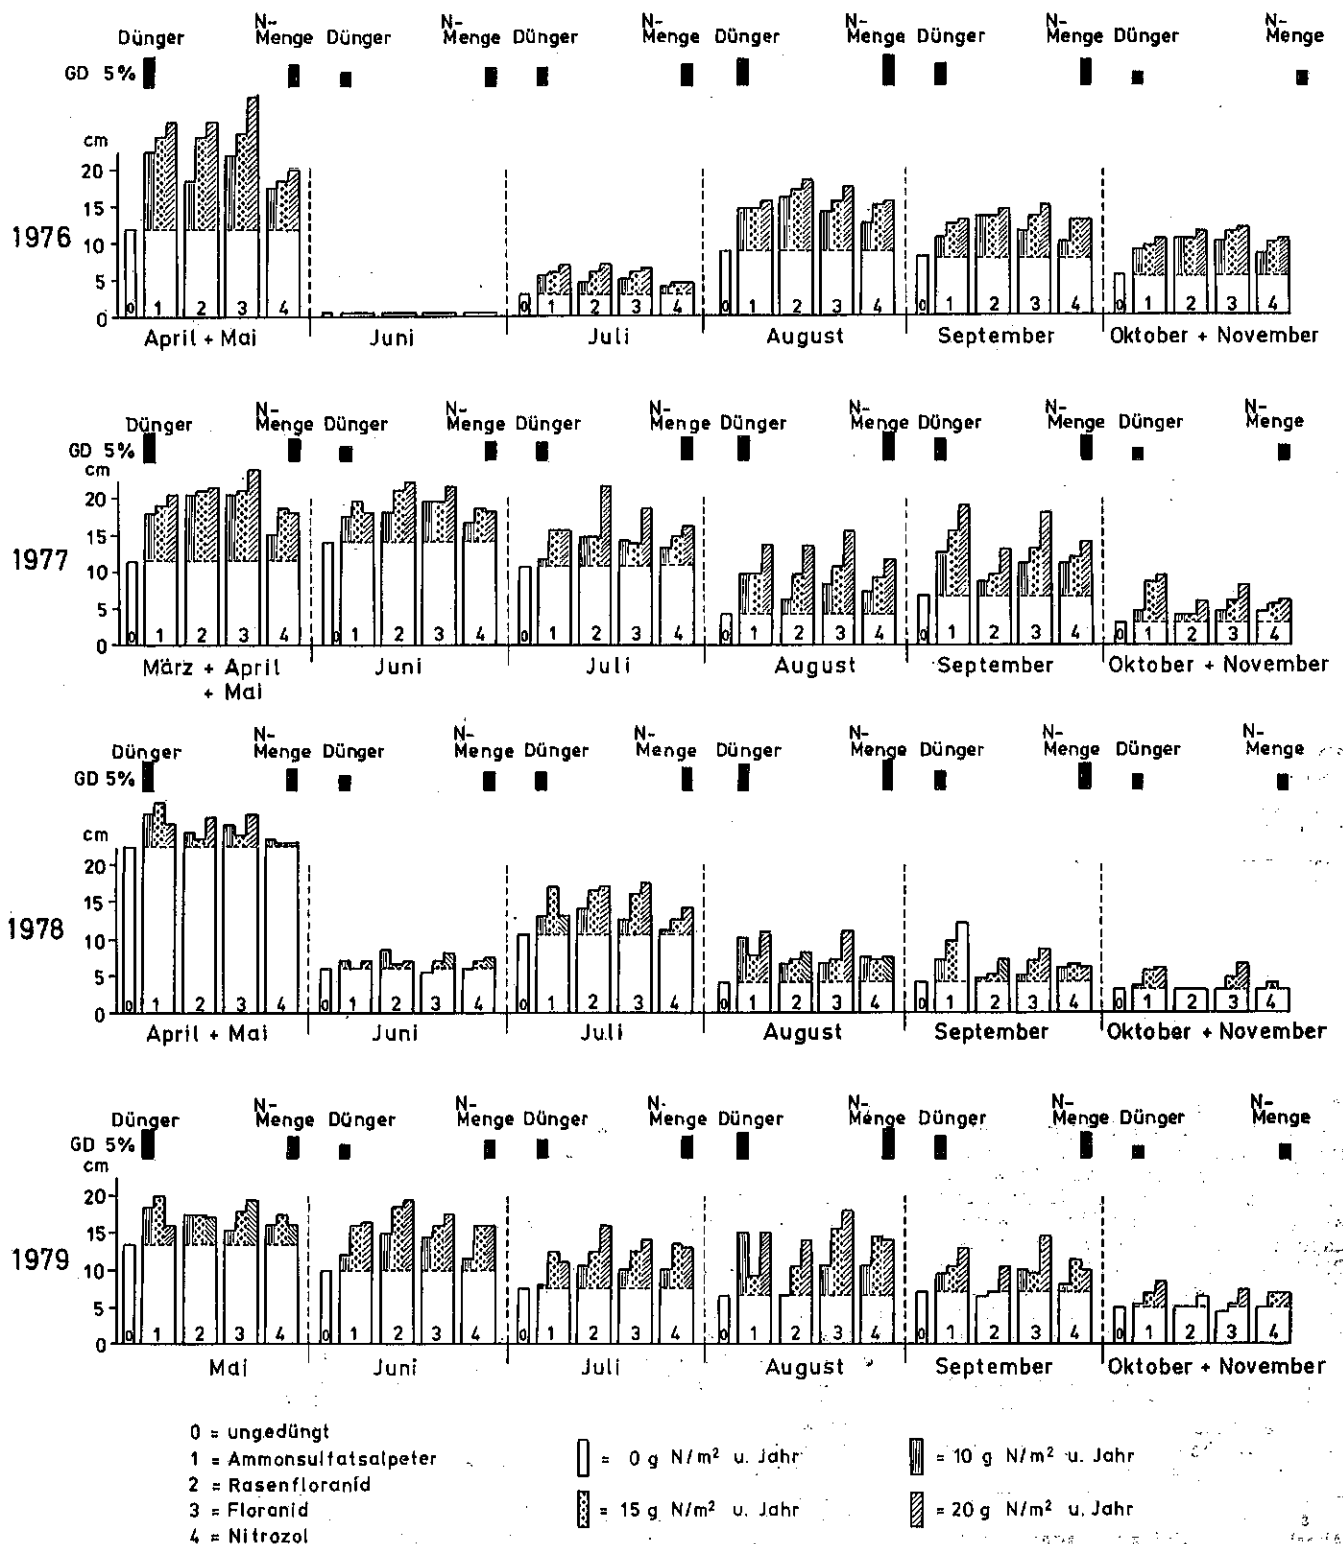 Dünger N-Menge Dünger N-Menge Dünger N-Menge Dünger N-Menge Dünger N-Menge Dünger N-Menge
GD 5%
cm
20
15
1976
10
5
0
0 1 2 3 4 0 1 2 3 4 0 1 2 3 4 0 1 2 3 4 0 1 2 3 4
April + Mai Juni Juli August September Oktober + November
Dünger N-Menge Dünger N-Menge Dünger N-Menge Dünger N-Menge Dünger N-Menge Dünger N-Menge
GD 5%
cm
20
15
1977
10
5
0
0 1 2 3 4 0 1 2 3 4 0 1 2 3 4 0 1 2 3 4 0 1 2 3 4 0 1 2 3 4
März + April + Mai Juni Juli August September Oktober + November
Dünger N-Menge Dünger N-Menge Dünger N-Menge Dünger N-Menge Dünger N-Menge Dünger N-Menge
GD 5%
cm
20
15
1978
10
5
0
0 1 2 3 4 0 1 2 3 4 0 1 2 3 4 0 1 2 3 4 0 1 2 3 4 0 1 2 3 4
April + Mai Juni Juli August September Oktober + November
Dünger N-Menge Dünger N-Menge Dünger N-Menge Dünger N-Menge Dünger N-Menge Dünger N-Menge
GD 5%
cm
20
15
1979
10
5
0
0 1 2 3 4 0 1 2 3 4 0 1 2 3 4 0 1 2 3 4 0 1 2 3 4 0 1 2 3 4
Mai Juni Juli August September Oktober + November
0 = ungedüngt
1 = Ammonsulfatsalpeter
2 = Rasenfloranid
3 = Floranid
4 = Nitrozol
= 0 g N/m² u. Jahr
= 10 g N/m² u. Jahr
= 15 g N/m² u. Jahr
= 20 g N/m² u. Jahr